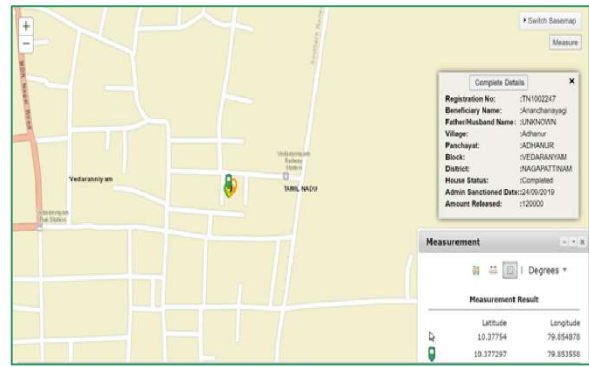 +
−
Switch Basemap
Measure
Complete Details
×
Registration No: :TN1002247
Beneficiary Name: :Ananchanayagi
Father/Husband Name: :UNKNOWN
Village: :Adhanur
Panchayat: :ADHANUR
Block: :VEDARANYAM
District: :NAGAPATTINAM
House Status: :Completed
Admin Sanctioned Date: :24/09/2019
Amount Released: :120000
Vedaranniyam
Railway
Station
Vedaranniyam
TAMIL NADU
Measurement
Degrees
Measurement Result
Latitude Longitude
10.37754 79.854878
10.377297 79.853558